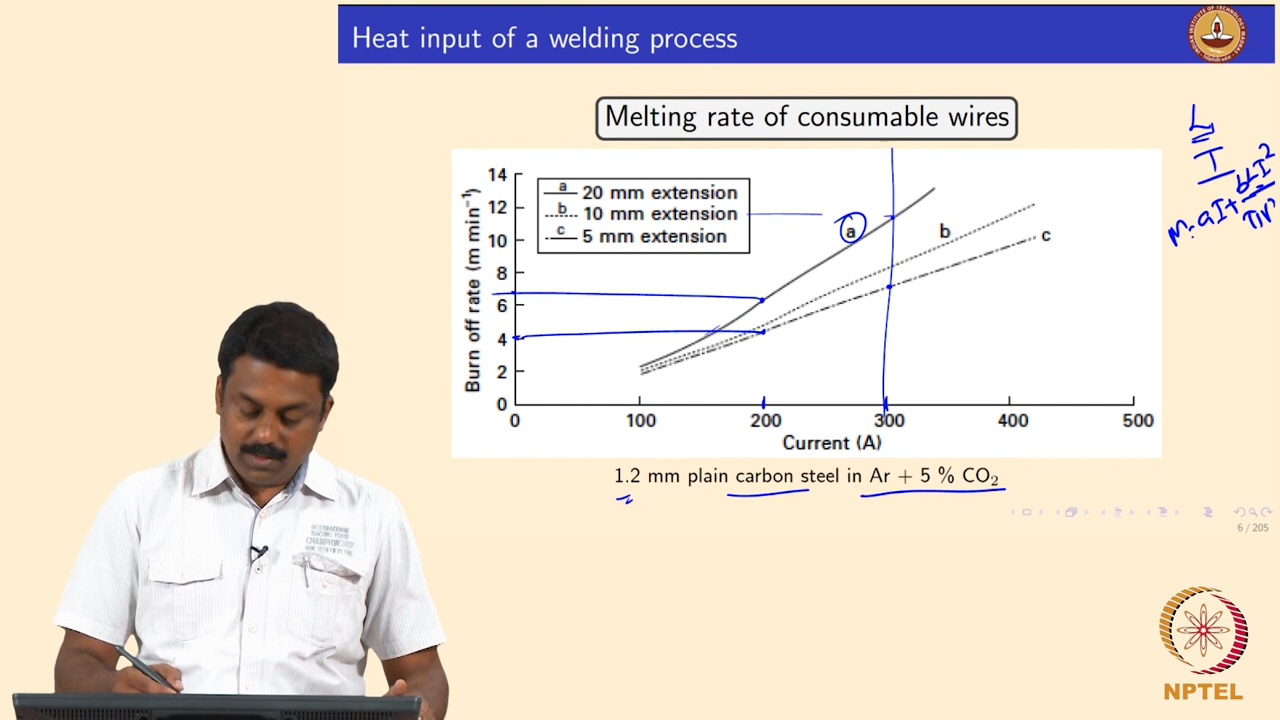 Heat input of a welding process
Melting rate of consumable wires
Burn off rate (m min⁻¹)
14
12
10
8
6
4
2
0
a 20 mm extension
b 10 mm extension
c 5 mm extension
a
b
c
0 100 200 300 400 500
Current (A)
1.2 mm plain carbon steel in Ar + 5 % CO₂
L
I
6 / 205
CHAMPIONSHIP
NPTEL